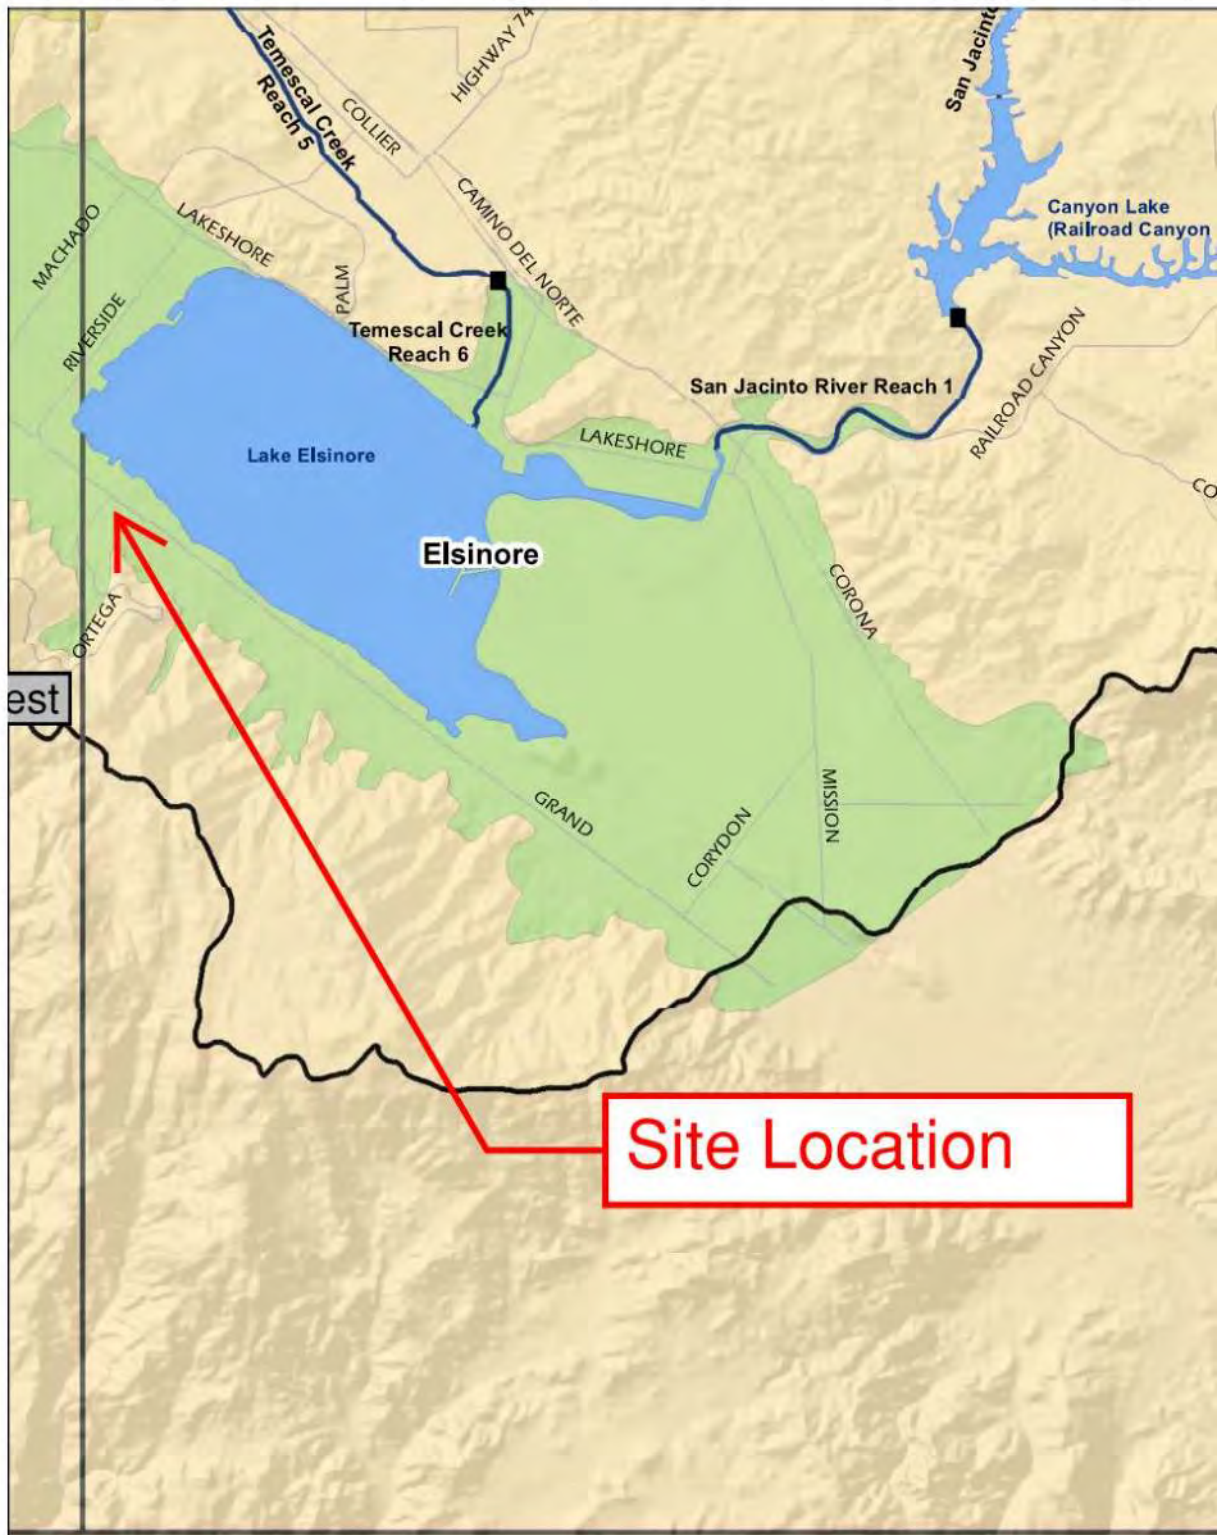 HIGHWAY 74
San Jacinto
Temescal Creek
Reach 5
COLLIER
CAMINO DEL NORTE
MACHADO
LAKESHORE
Canyon Lake
(Railroad Canyon
RIVERSIDE
PALM
Temescal Creek
Reach 6
San Jacinto River Reach 1
RAILROAD CANYON
LAKESHORE
Lake Elsinore
CO
Elsinore
CORONA
ORTEGA
est
GRAND
MISSION
CORYDON
Site Location